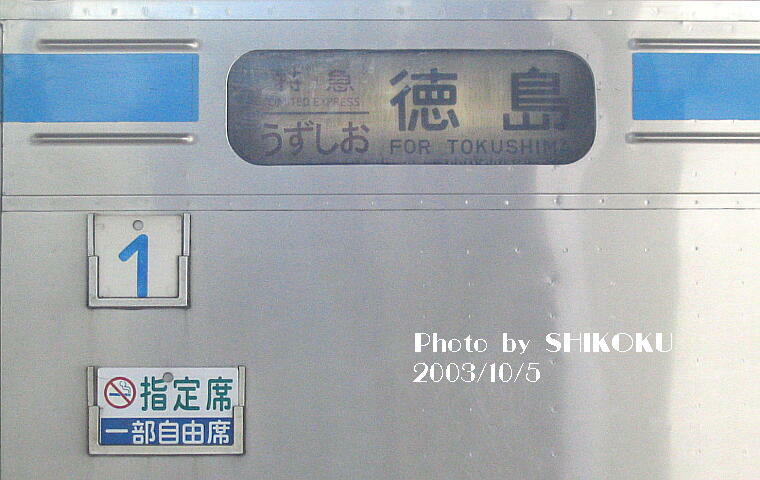 特急
LIMITED EXPRESS
うずしお
徳島
FOR TOKUSHIMA
1
指定席
一部自由席
Photo by SHIKOKU
2003/10/5